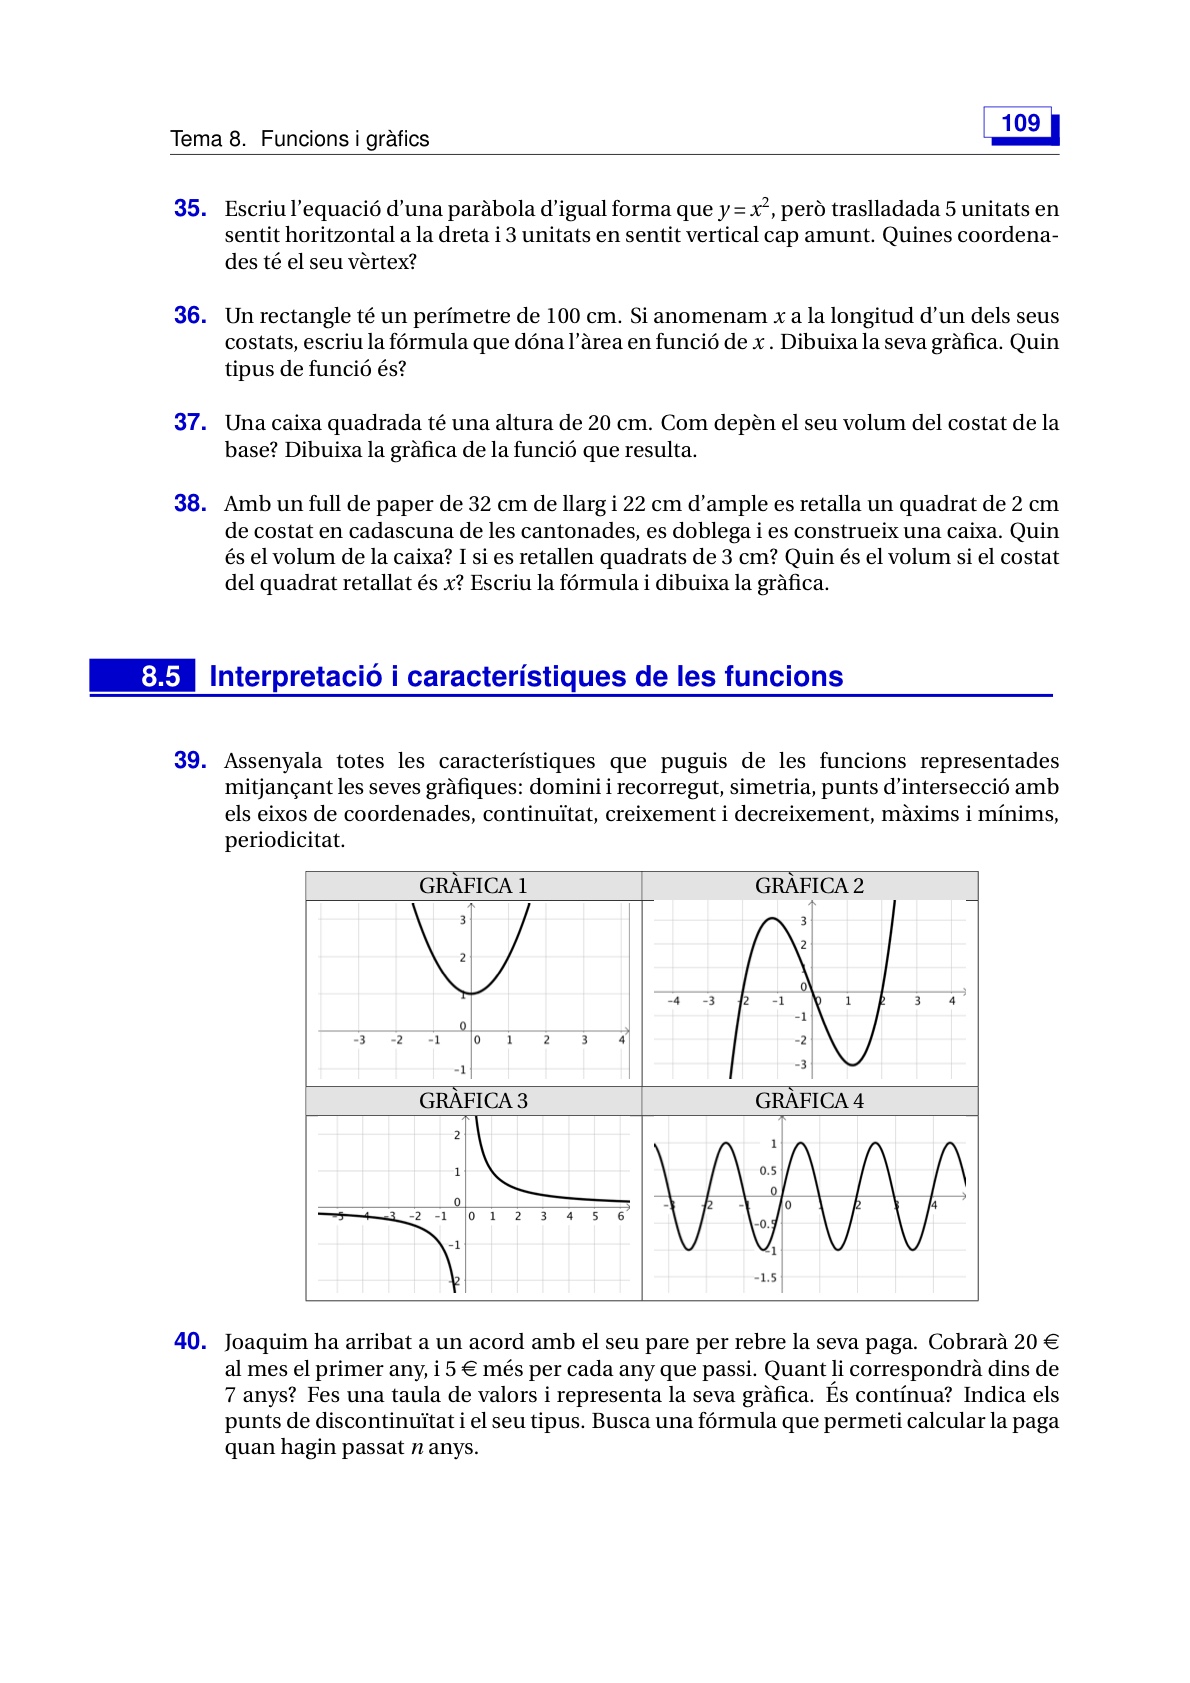 Tema 8. Funcions i gràfics
109
35. Escriu l'equació d'una paràbola d'igual forma que y = x², però traslladada 5 unitats en
sentit horitzontal a la dreta i 3 unitats en sentit vertical cap amunt. Quines coordena-
des té el seu vèrtex?
36. Un rectangle té un perímetre de 100 cm. Si anomenam x a la longitud d'un dels seus
costats, escriu la fórmula que dóna l'àrea en funció de x . Dibuixa la seva gràfica. Quin
tipus de funció és?
37. Una caixa quadrada té una altura de 20 cm. Com depèn el seu volum del costat de la
base? Dibuixa la gràfica de la funció que resulta.
38. Amb un full de paper de 32 cm de llarg i 22 cm d'ample es retalla un quadrat de 2 cm
de costat en cadascuna de les cantonades, es doblega i es construeix una caixa. Quin
és el volum de la caixa? I si es retallen quadrats de 3 cm? Quin és el volum si el costat
del quadrat retallat és x? Escriu la fórmula i dibuixa la gràfica.
8.5 Interpretació i característiques de les funcions
39. Assenyala totes les característiques que puguis de les funcions representades
mitjançant les seves gràfiques: domini i recorregut, simetria, punts d'intersecció amb
els eixos de coordenades, continuïtat, creixement i decreixement, màxims i mínims,
periodicitat.
GRÀFICA 1
3
2
1
0
-3 -2 -1 0 1 2 3 4
-1
GRÀFICA 2
3
2
1
0
-4 -3 -2 -1 0 1 2 3 4
-1
-2
-3
GRÀFICA 3
2
1
0
-5 -4 -3 -2 -1 0 1 2 3 4 5 6
-1
-2
GRÀFICA 4
1
0.5
0
-3 -2 -1 0 1 2 3 4
-0.5
-1
-1.5
40. Joaquim ha arribat a un acord amb el seu pare per rebre la seva paga. Cobrarà 20 €
al mes el primer any, i 5 € més per cada any que passi. Quant li correspondrà dins de
7 anys? Fes una taula de valors i representa la seva gràfica. És contínua? Indica els
punts de discontinuïtat i el seu tipus. Busca una fórmula que permeti calcular la paga
quan hagin passat n anys.